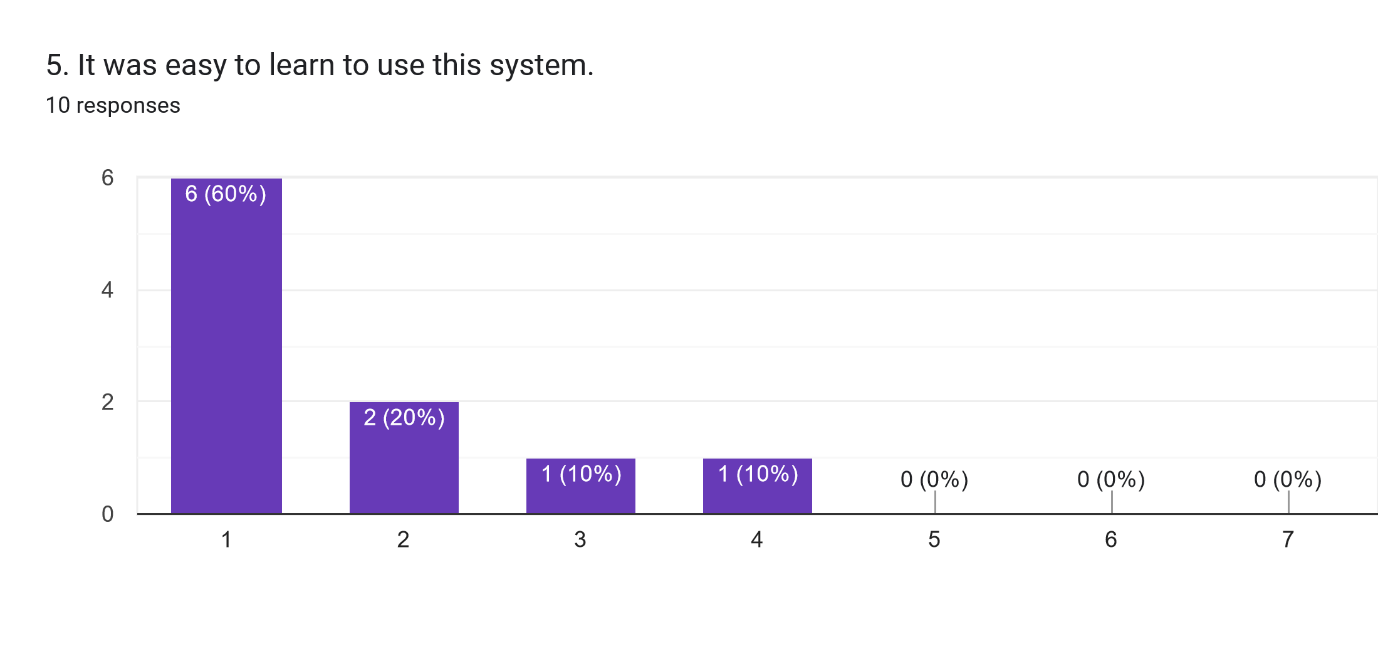 5. It was easy to learn to use this system.
10 responses
6
6 (60%)
4
2
2 (20%)
1 (10%) 1 (10%) 0 (0%) 0 (0%) 0 (0%)
0
1 2 3 4 5 6 7